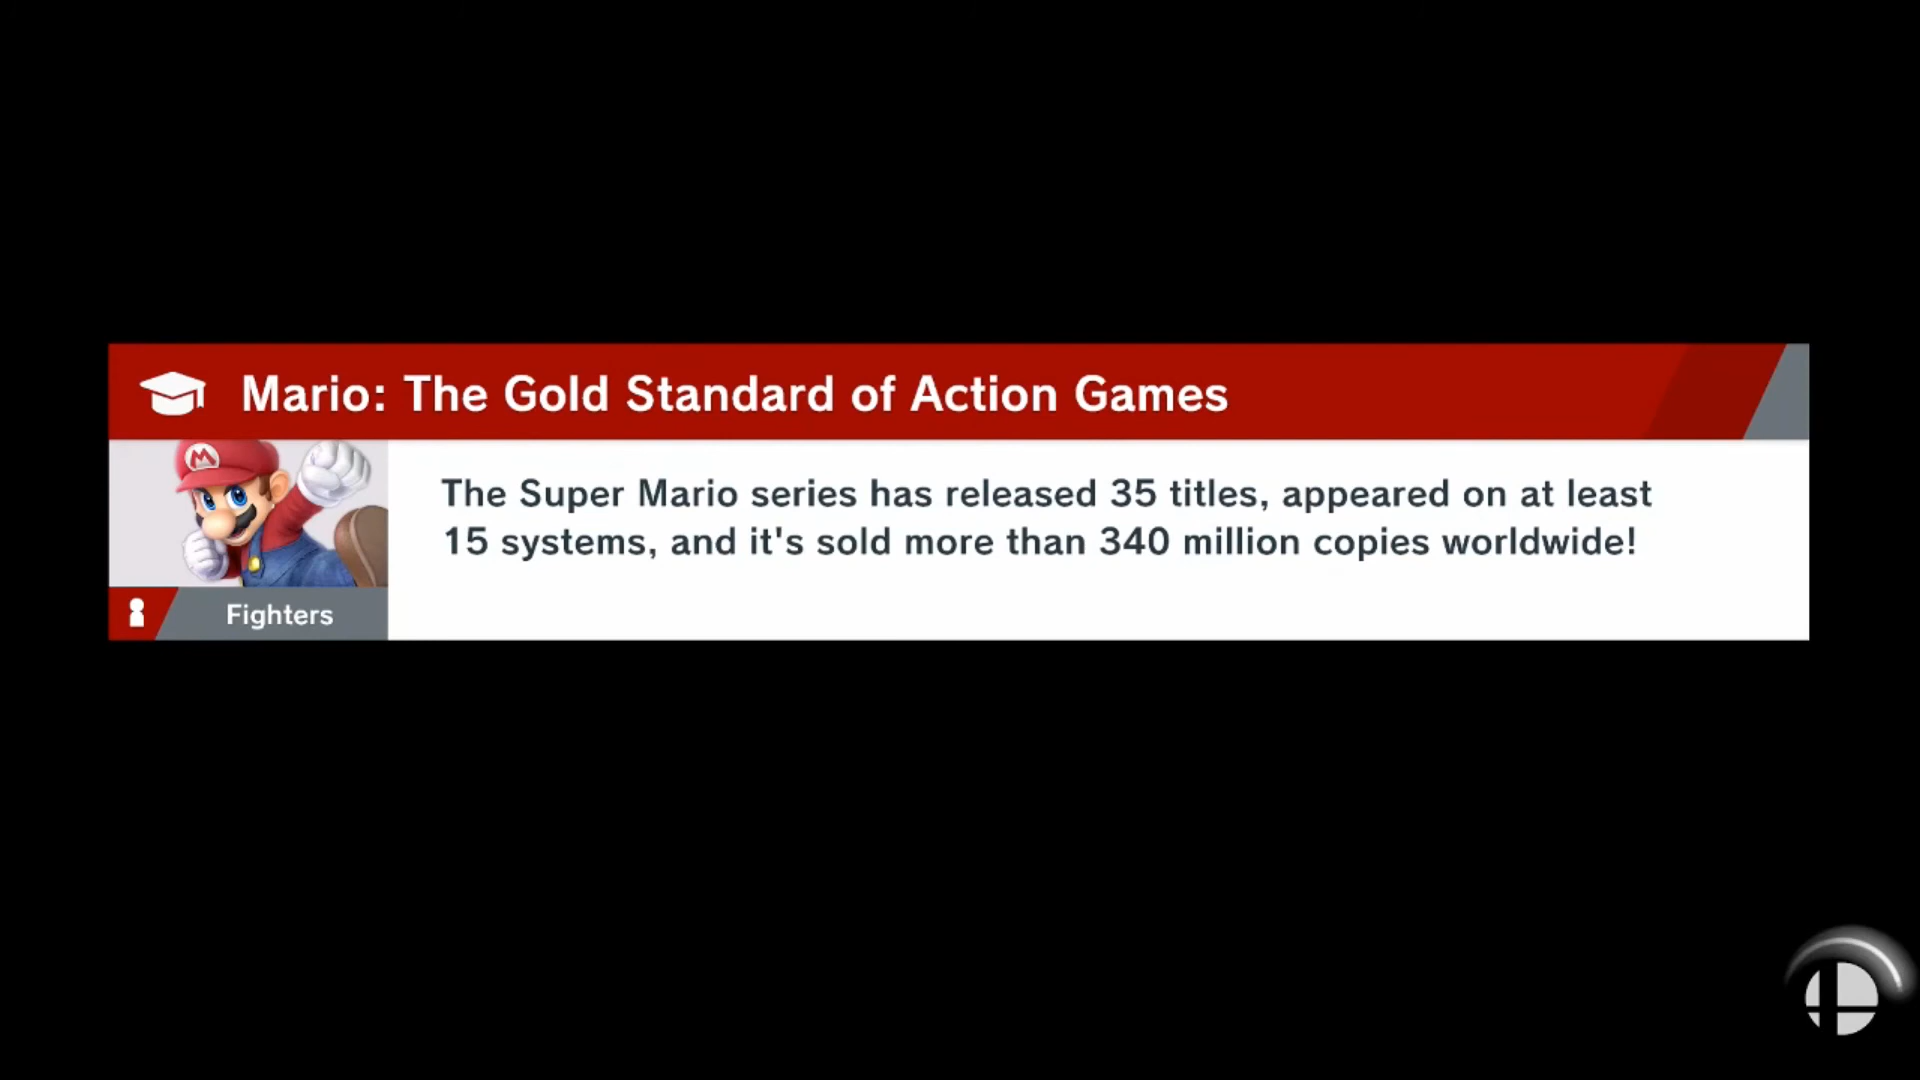 Mario: The Gold Standard of Action Games
The Super Mario series has released 35 titles, appeared on at least
15 systems, and it's sold more than 340 million copies worldwide!
M
Fighters